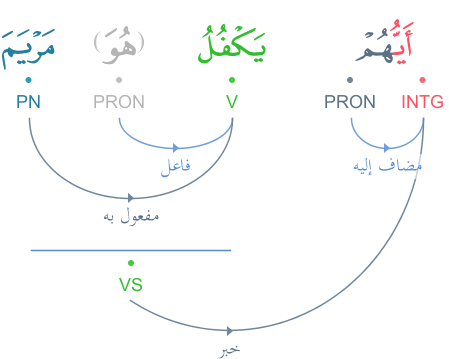 أَيُّهُمْ يَكْفُلُ (هُوَ) مَرْيَمَ
INTG PRON V PRON PN
مضاف إليه فاعل
مفعول به
VS
خبر